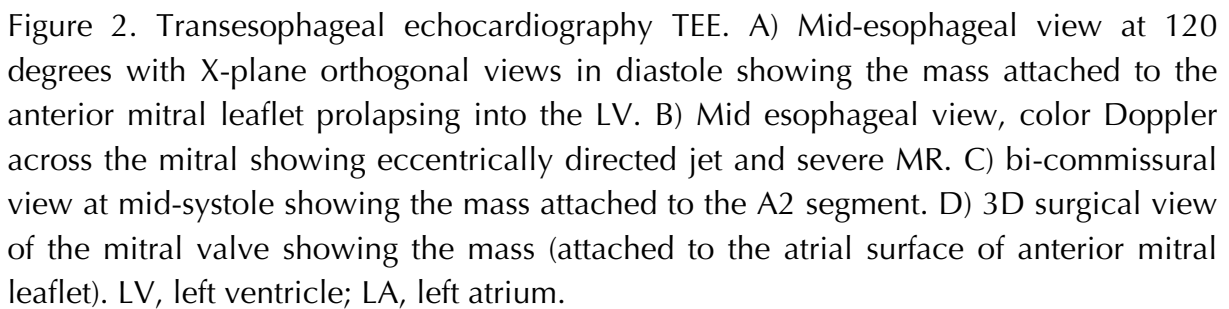 Figure 2. Transesophageal echocardiography TEE. A) Mid-esophageal view at 120
degrees with X-plane orthogonal views in diastole showing the mass attached to the
anterior mitral leaflet prolapsing into the LV. B) Mid esophageal view, color Doppler
across the mitral showing eccentrically directed jet and severe MR. C) bi-commissural
view at mid-systole showing the mass attached to the A2 segment. D) 3D surgical view
of the mitral valve showing the mass (attached to the atrial surface of anterior mitral
leaflet). LV, left ventricle; LA, left atrium.